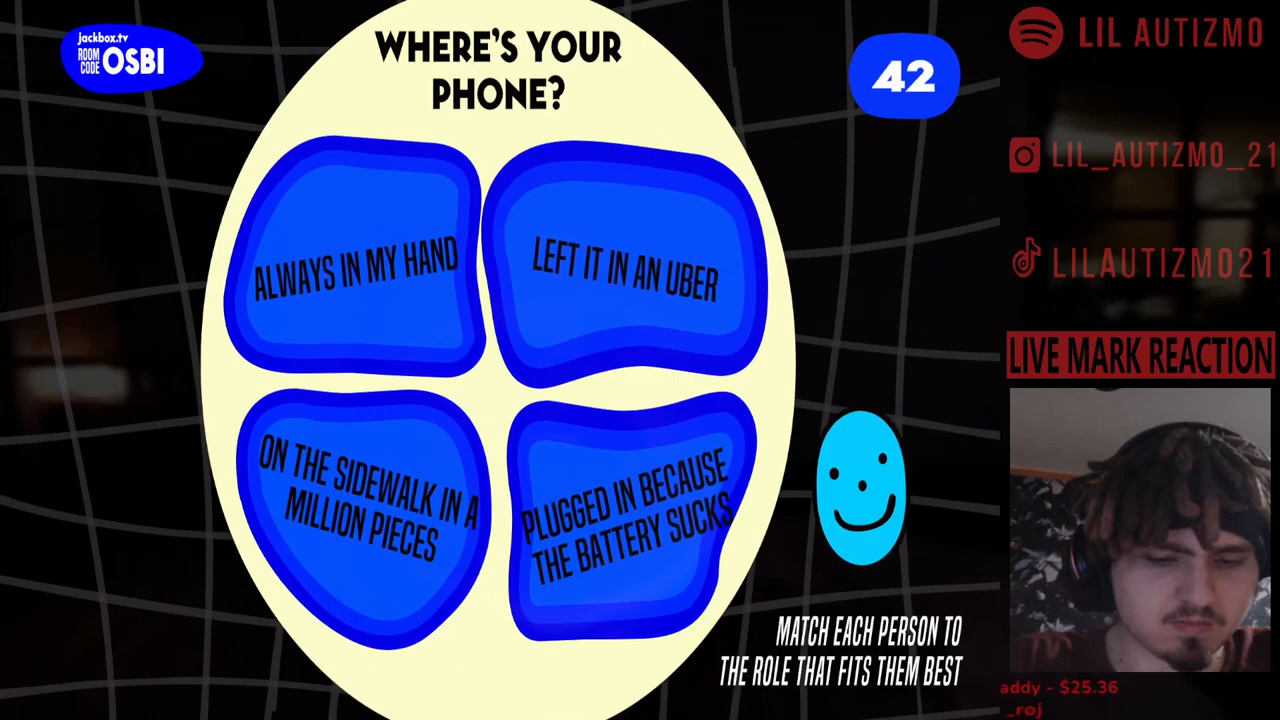 jackbox.tv
ROOM
CODE
OSBI
WHERE'S YOUR
PHONE?
42
ALWAYS IN MY HAND
LEFT IT IN AN UBER
ON THE SIDEWALK IN A
MILLION PIECES
PLUGGED IN BECAUSE
THE BATTERY SUCKS
MATCH EACH PERSON TO
THE ROLE THAT FITS THEM BEST
LIL AUTIZMO
LIL_AUTIZMO_21
LILAUTIZMO21
LIVE MARK REACTION
addy - $25.36
_roj